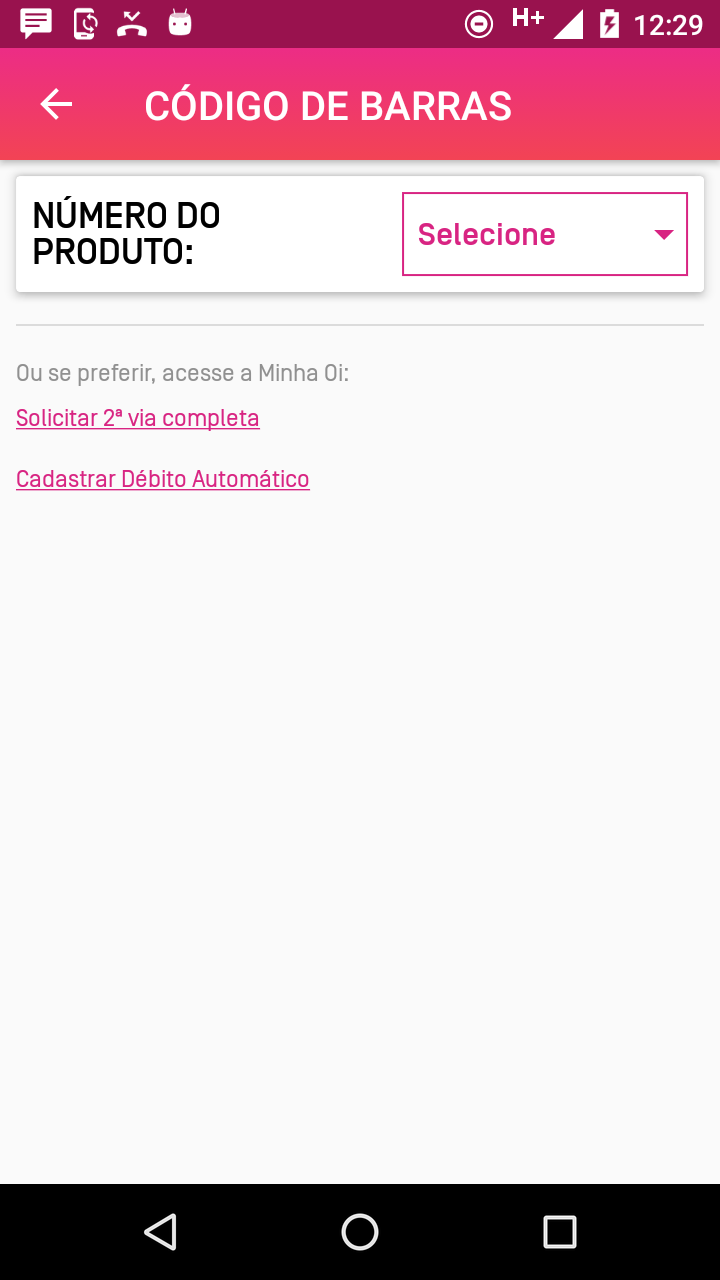 H+ 12:29
CÓDIGO DE BARRAS
NÚMERO DO
PRODUTO:
Selecione
Ou se preferir, acesse a Minha Oi:
Solicitar 2ª via completa
Cadastrar Débito Automático